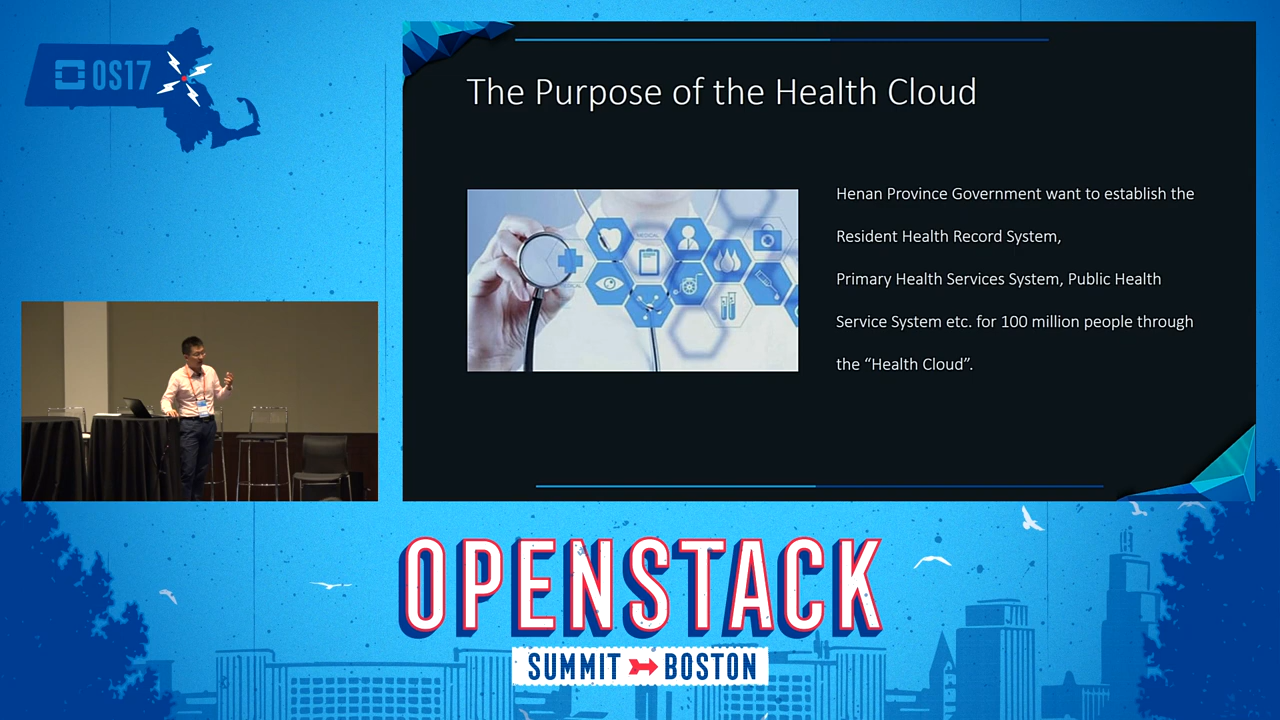 OS17
The Purpose of the Health Cloud
Henan Province Government want to establish the
Resident Health Record System,
Primary Health Services System, Public Health
Service System etc. for 100 million people through
the “Health Cloud”.
MEDICAL
OPENSTACK
SUMMIT BOSTON